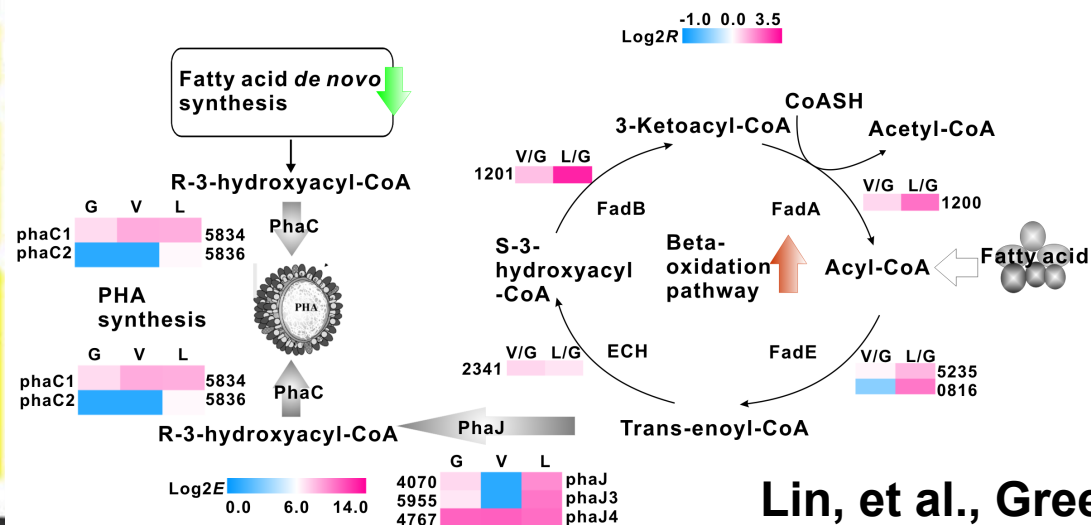 -1.0 0.0 3.5
Log2R
Fatty acid de novo
synthesis
CoASH
3-Ketoacyl-CoA
Acetyl-CoA
V/G L/G
1201
R-3-hydroxyacyl-CoA
V/G L/G
1200
G V L
phaC1
5834
phaC2
5836
PhaC
FadB
FadA
S-3-
hydroxyacyl
-CoA
Beta-
oxidation
pathway
Acyl-CoA
Fatty acid
PHA
synthesis
PHA
G V L
phaC1
5834
phaC2
5836
PhaC
V/G L/G
2341
ECH
FadE
V/G L/G
5235
0816
R-3-hydroxyacyl-CoA
PhaJ
Trans-enoyl-CoA
G V L
4070
phaJ
5955
phaJ3
4767
phaJ4
Log2E
0.0 6.0 14.0
Lin, et al., Gree